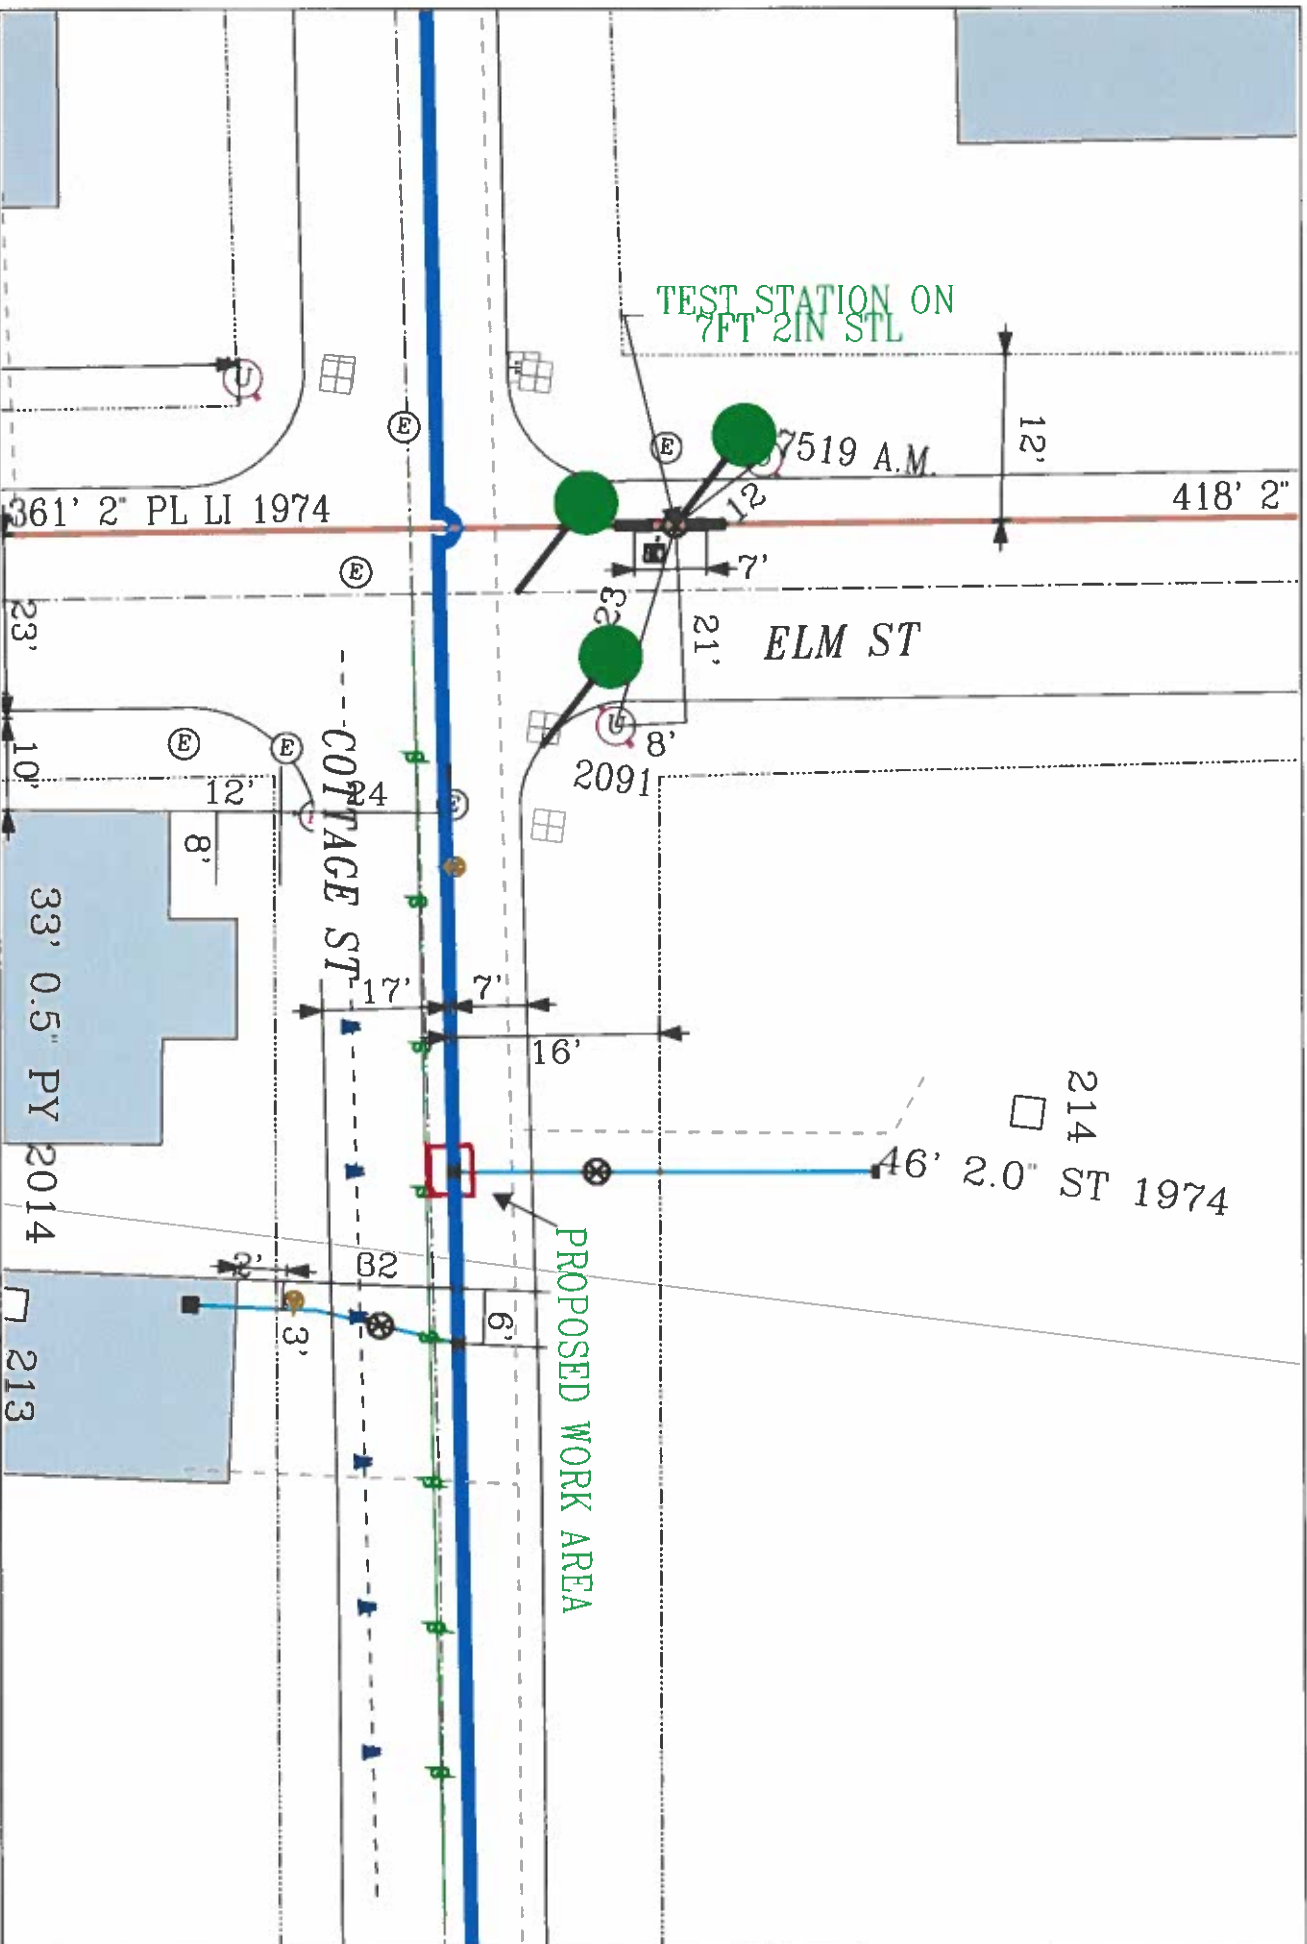 TEST STATION ON
7FT 2IN STL
12'
7519 A.M.
418' 2"
361' 2" PL LI 1974
12
7'
23
21'
ELM ST
23'
8'
2091
10'
12'
24
COTTAGE ST
8'
33' 0.5" PY 2014
17'
7'
16'
214
46' 2.0" ST 1974
PROPOSED WORK AREA
2'
32
6'
3'
213
E
E
E
E
E
E
U
U